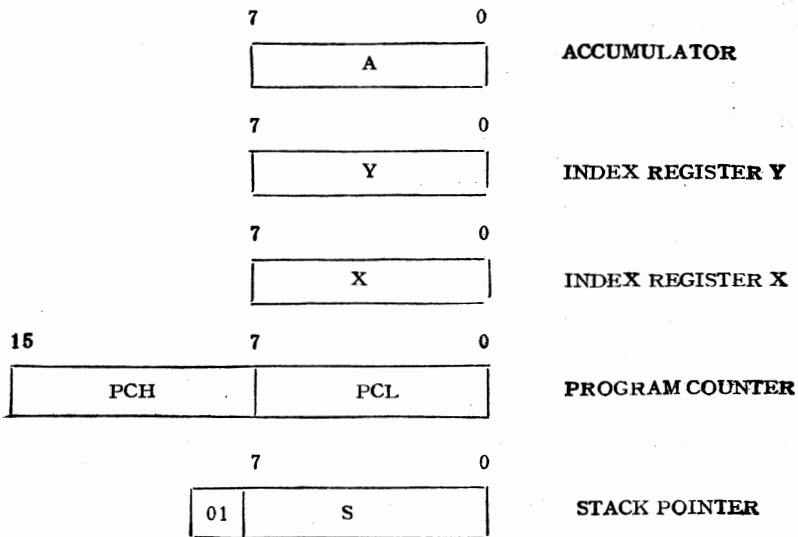 7 0
A ACCUMULATOR
7 0
Y INDEX REGISTER Y
7 0
X INDEX REGISTER X
15 7 0
PCH PCL PROGRAM COUNTER
7 0
01 S STACK POINTER